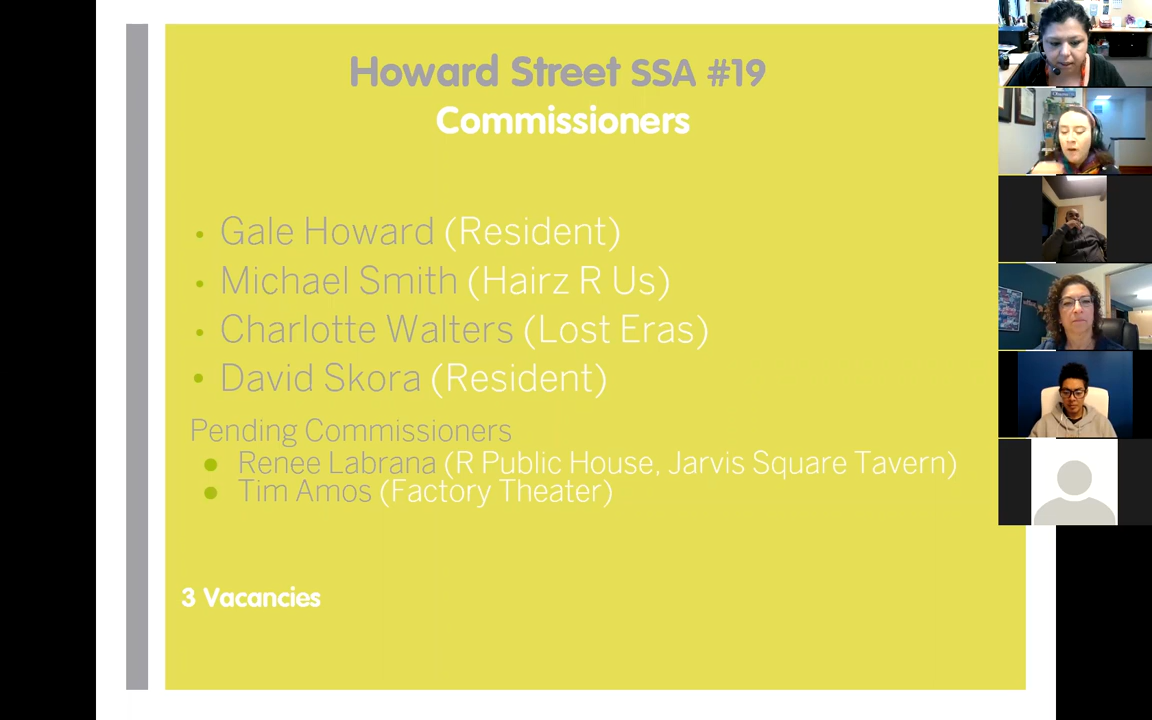 Howard Street SSA #19
Commissioners
• Gale Howard (Resident)
• Michael Smith (Hairz R Us)
• Charlotte Walters (Lost Eras)
• David Skora (Resident)
Pending Commissioners
● Renee Labrana (R Public House, Jarvis Square Tavern)
● Tim Amos (Factory Theater)
3 Vacancies